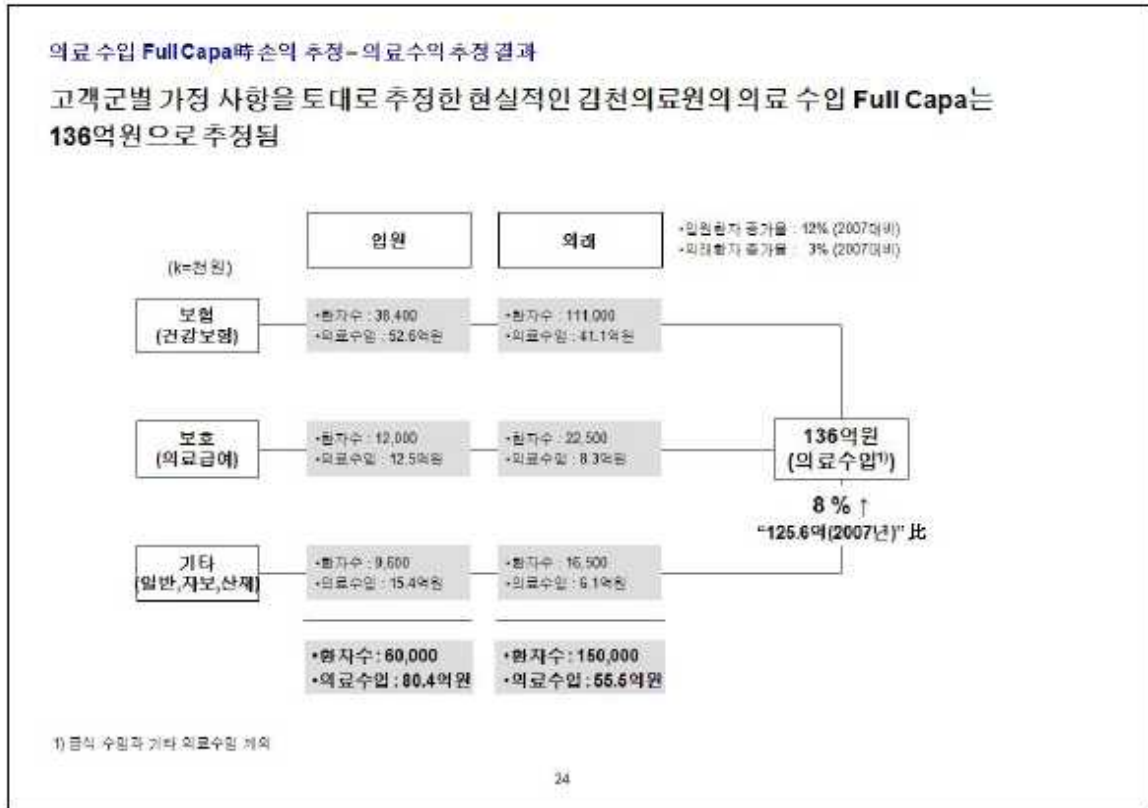 의료 수입 Full Capa時 손익 추정– 의료수익 추정 결과
고객군별 가정 사항을 토대로 추정한 현실적인 김천의료원의 의료 수입 Full Capa는
136억원으로 추정됨
입원
외래
•입원환자 증가율 : 12% (2007대비)
•외래환자 증가율 : 3% (2007대비)
(k=천원)
보험
(건강보험)
•환자수 : 38,400
•의료수입 : 52.6억원
•환자수 : 111,000
•의료수입 : 41.1억원
보호
(의료급여)
•환자수 : 12,000
•의료수입 : 12.5억원
•환자수 : 22,500
•의료수입 : 8.3억원
136억원
(의료수입1))
8 % ↑
“125.6억(2007년)” 比
기타
(일반,자보,산재)
•환자수 : 9,600
•의료수입 : 15.4억원
•환자수 : 16,500
•의료수입 : 6.1억원
•환자수 : 60,000
•의료수입 : 80.4억원
•환자수 : 150,000
•의료수입 : 55.5억원
1) 급식 수입과 기타 의료수입 제외
24